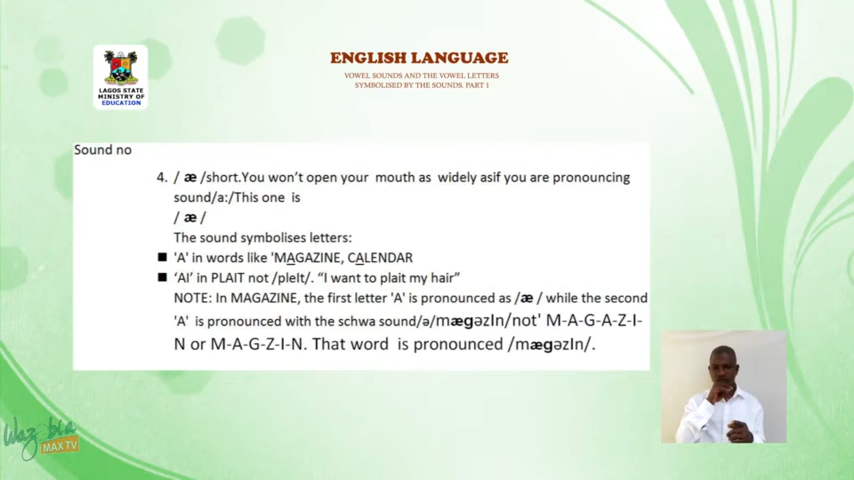 ENGLISH LANGUAGE
VOWEL SOUNDS AND THE VOWEL LETTERS
SYMBOLISED BY THE SOUNDS. PART 1
LAGOS STATE
MINISTRY OF
EDUCATION
Sound no
4. / æ /short.You won't open your mouth as widely asif you are pronouncing
sound/a:/This one is
/ æ /
The sound symbolises letters:
■ 'A' in words like 'MAGAZINE, CALENDAR
■ ‘AI’ in PLAIT not /pleIt/. “I want to plait my hair”
NOTE: In MAGAZINE, the first letter 'A' is pronounced as /æ / while the second
'A' is pronounced with the schwa sound/ə/mægəzIn/not' M-A-G-A-Z-I-
N or M-A-G-Z-I-N. That word is pronounced /mægəzIn/.
Wazobia
MAX TV